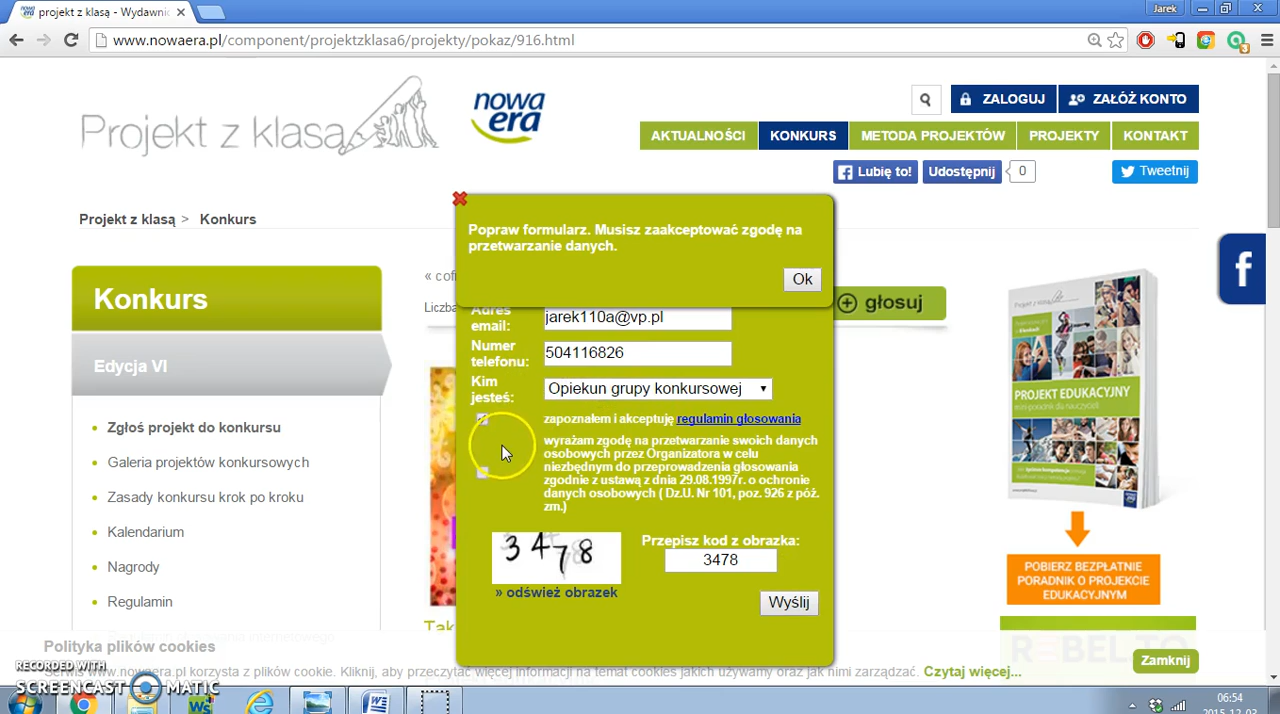 projekt z klasą - Wydawnic
Jarek
www.nowaera.pl/component/projektzklasa6/projekty/pokaz/916.html
Projekt z klasą
nowa
era
ZALOGUJ
ZAŁÓŻ KONTO
AKTUALNOŚCI
KONKURS
METODA PROJEKTÓW
PROJEKTY
KONTAKT
Lubię to!
Udostępnij
0
Tweetnij
Projekt z klasą > Konkurs
Popraw formularz. Musisz zaakceptować zgodę na
przetwarzanie danych.
Ok
Konkurs
Edycja VI
Zgłoś projekt do konkursu
Galeria projektów konkursowych
Zasady konkursu krok po kroku
Kalendarium
Nagrody
Regulamin
« cof
Liczba
głosuj
Adres
email:
jarek110a@vp.pl
Numer
telefonu:
504116826
Kim
jesteś:
Opiekun grupy konkursowej
zapoznałem i akceptuję regulamin głosowania
wyrażam zgodę na przetwarzanie swoich danych
osobowych przez Organizatora w celu
niezbędnym do przeprowadzenia głosowania
zgodnie z ustawą z dnia 29.08.1997r. o ochronie
danych osobowych ( Dz.U. Nr 101, poz. 926 z póź.
zm.)
3478
Przepisz kod z obrazka:
3478
» odśwież obrazek
Wyślij
Tak
PROJEKT EDUKACYJNY
POBIERZ BEZPŁATNIE
PORADNIK O PROJEKCIE
EDUKACYJNYM
Polityka plików cookies
Serwis www.nowaera.pl korzysta z plików cookie. Kliknij, aby przeczytać więcej informacji na temat cookies jakich używamy oraz jak nimi zarządzać. Czytaj więcej...
Zamknij
RECORDED WITH
SCREENCAST MATIC
06:54
2015-12-03